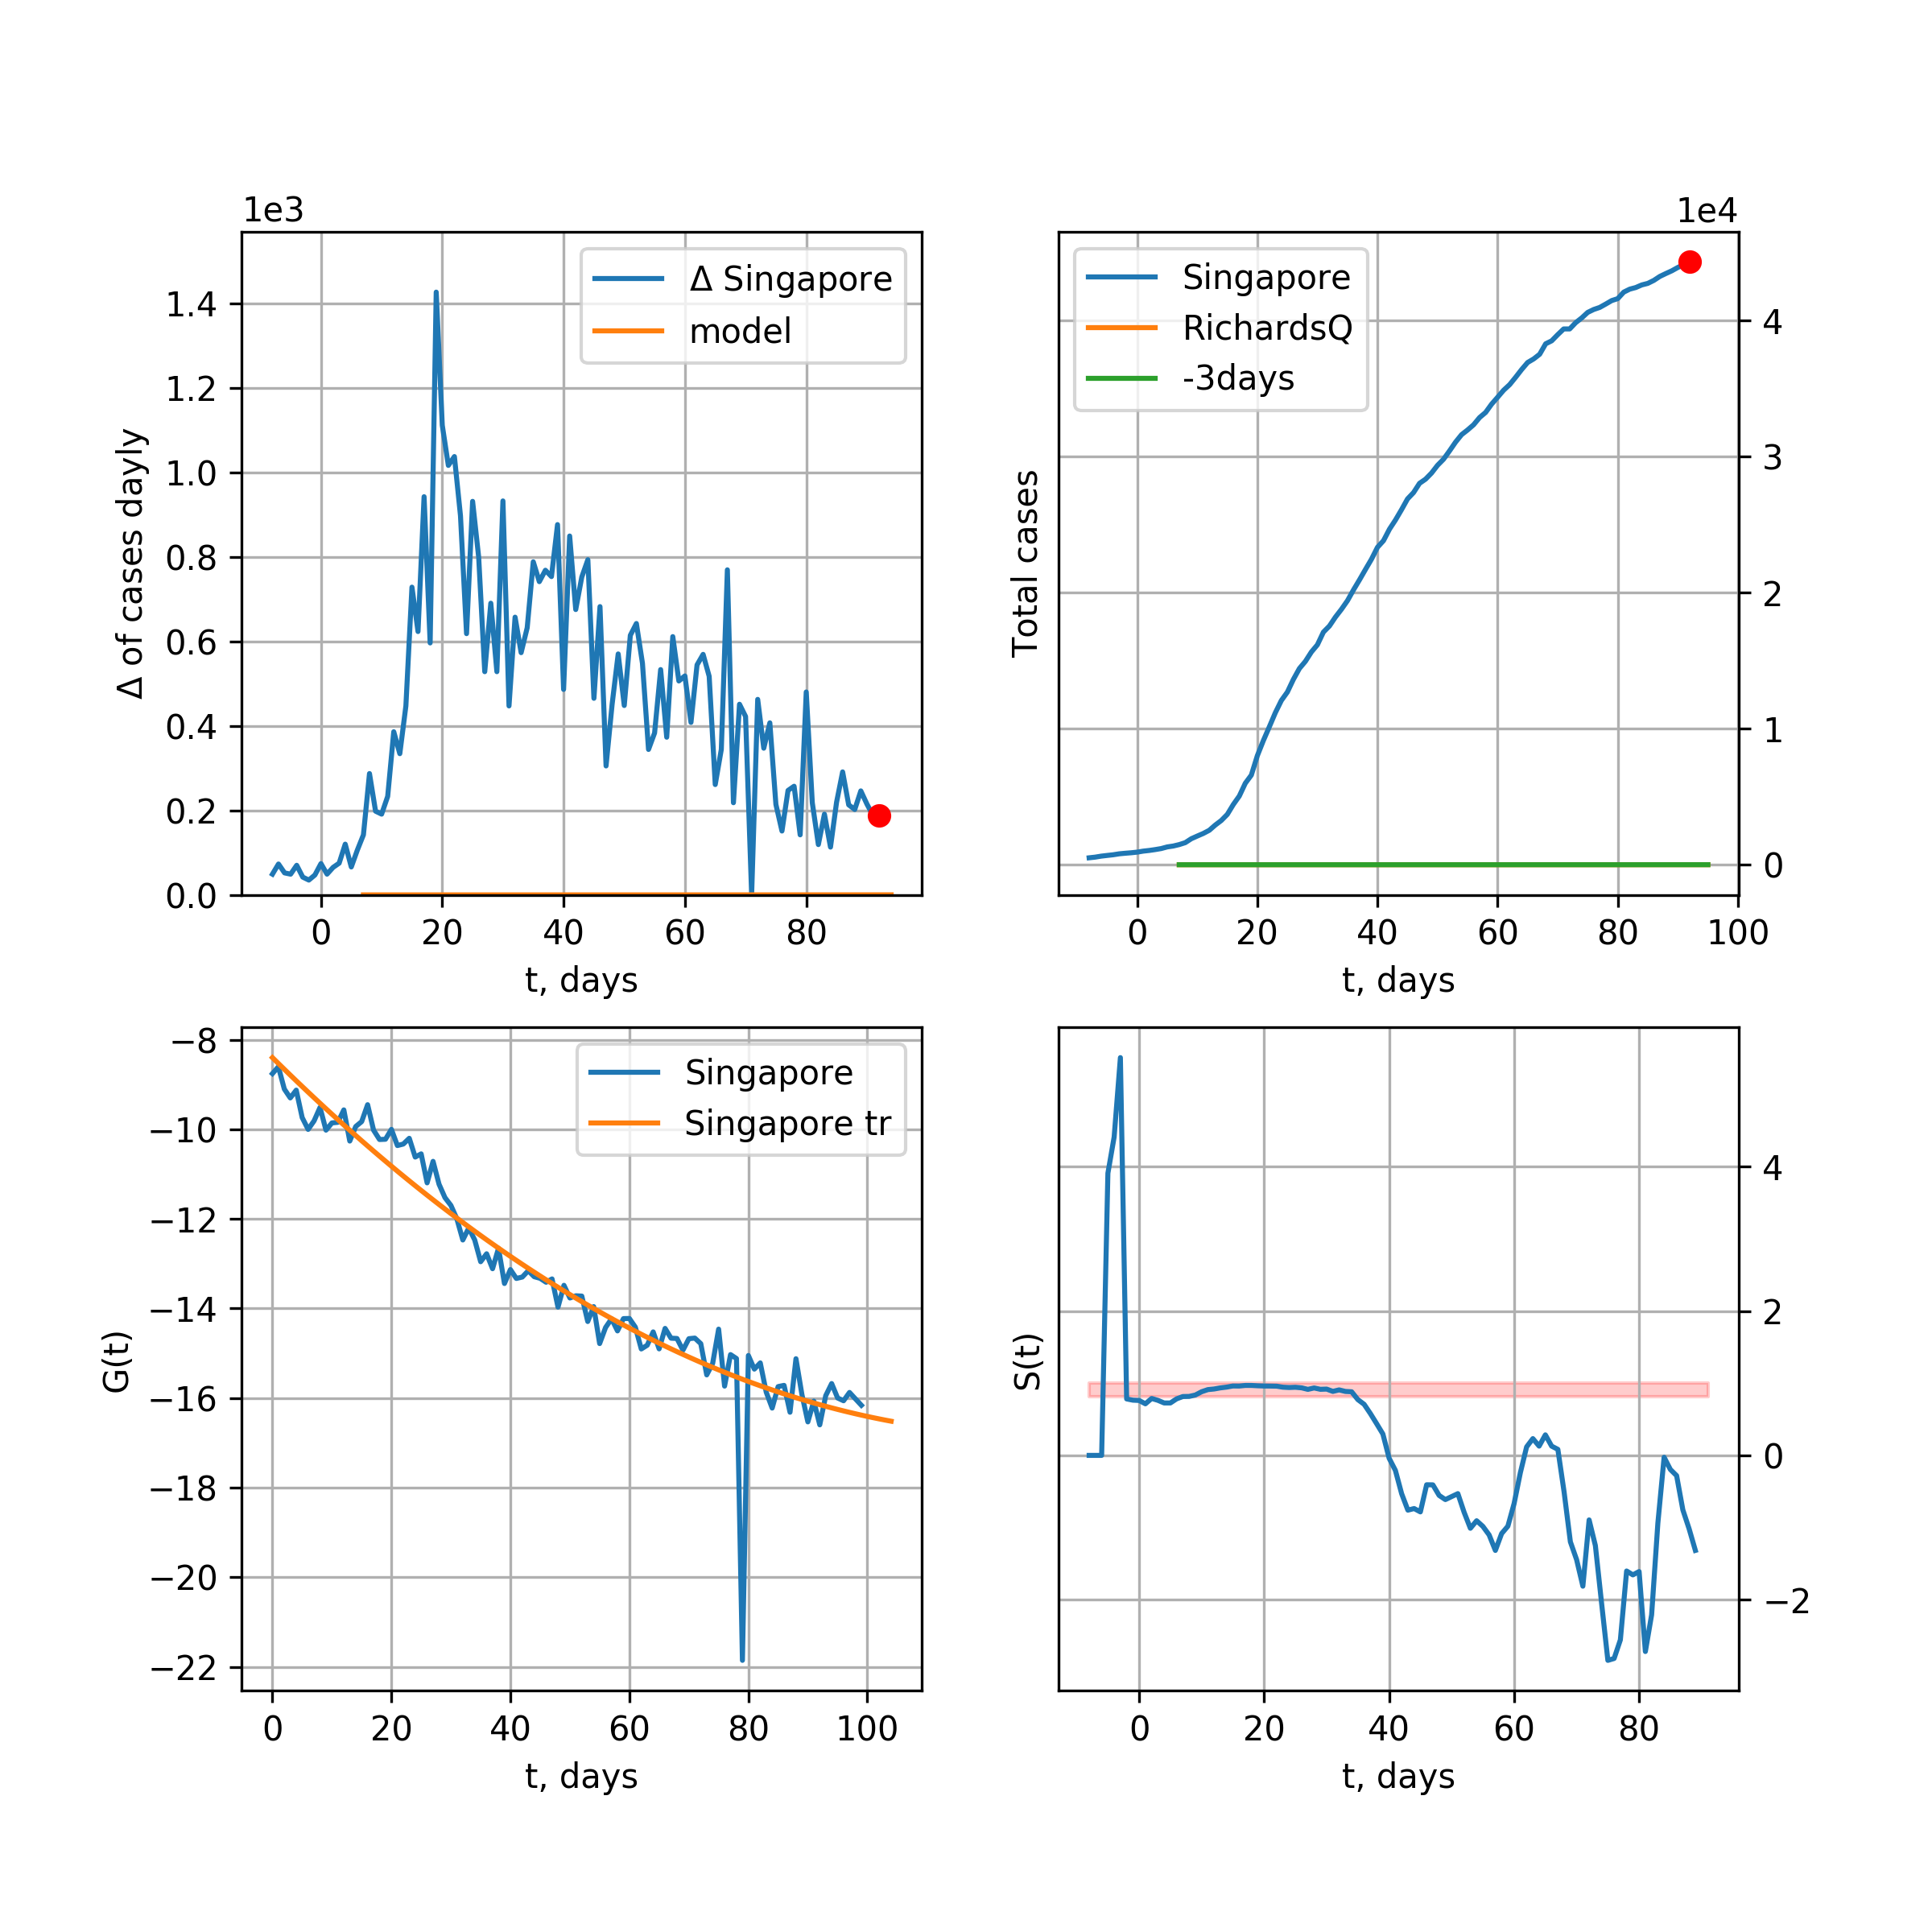 1e3
Δ of cases dayly
1.4
1.2
1.0
0.8
0.6
0.4
0.2
0.0
Δ Singapore
model
0 20 40 60 80
t, days
1e4
Total cases
Singapore
RichardsQ
-3days
4
3
2
1
0
0 20 40 60 80 100
t, days
G(t)
−8
−10
−12
−14
−16
−18
−20
−22
Singapore
Singapore tr
0 20 40 60 80 100
t, days
S(t)
4
2
0
−2
0 20 40 60 80
t, days